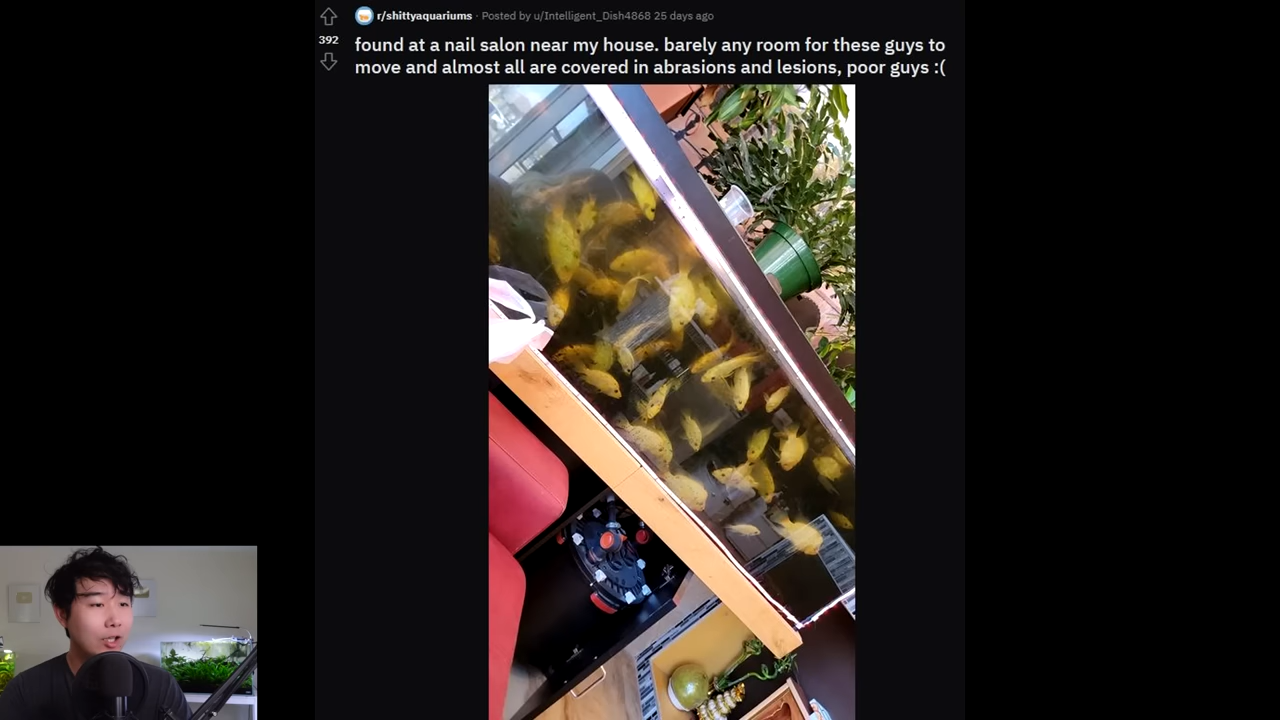 r/shittyaquariums · Posted by u/Intelligent_Dish4868 25 days ago
392
found at a nail salon near my house. barely any room for these guys to
move and almost all are covered in abrasions and lesions, poor guys :(